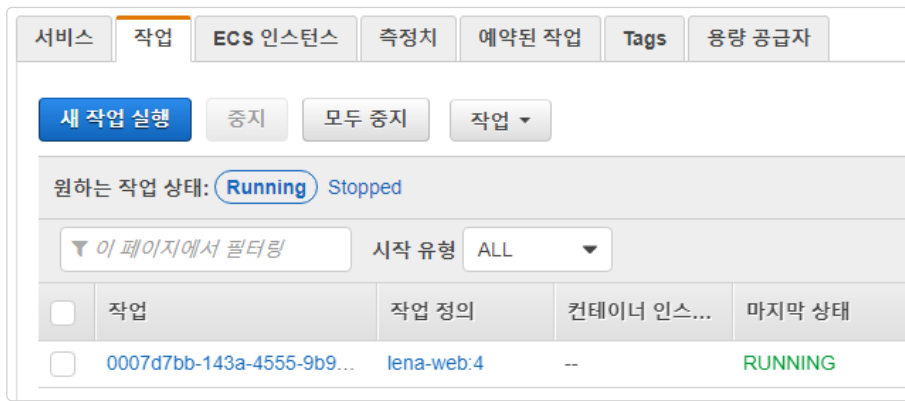 서비스 작업 ECS 인스턴스 측정치 예약된 작업 Tags 용량 공급자
새 작업 실행 중지 모두 중지 작업
원하는 작업 상태: Running Stopped
이 페이지에서 필터링 시작 유형 ALL
작업 작업 정의 컨테이너 인스... 마지막 상태
0007d7bb-143a-4555-9b9... lena-web:4 -- RUNNING